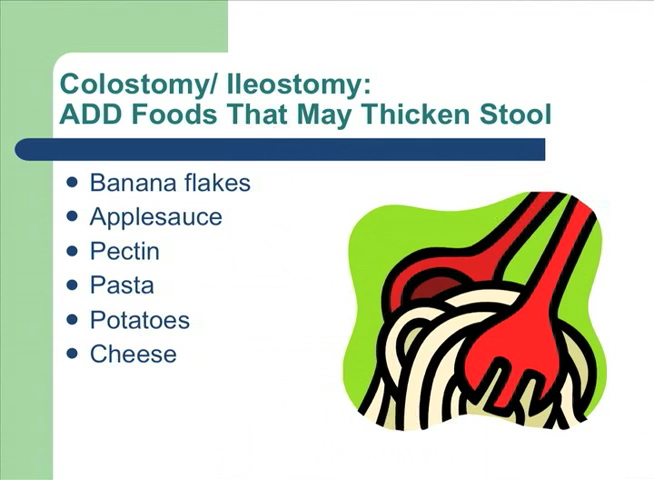 Colostomy/ Ileostomy:
ADD Foods That May Thicken Stool
Banana flakes
Applesauce
Pectin
Pasta
Potatoes
Cheese